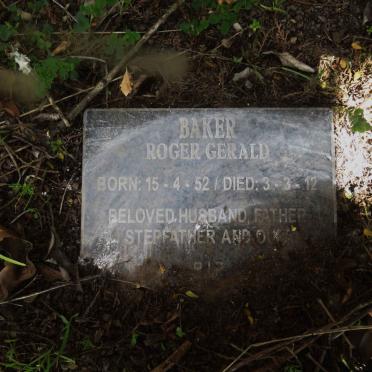 BAKER
ROGER GERALD
BORN: 15 - 4 - 52 / DIED: 3 - 3 - 12
BELOVED HUSBAND, FATHER
STEPFATHER AND